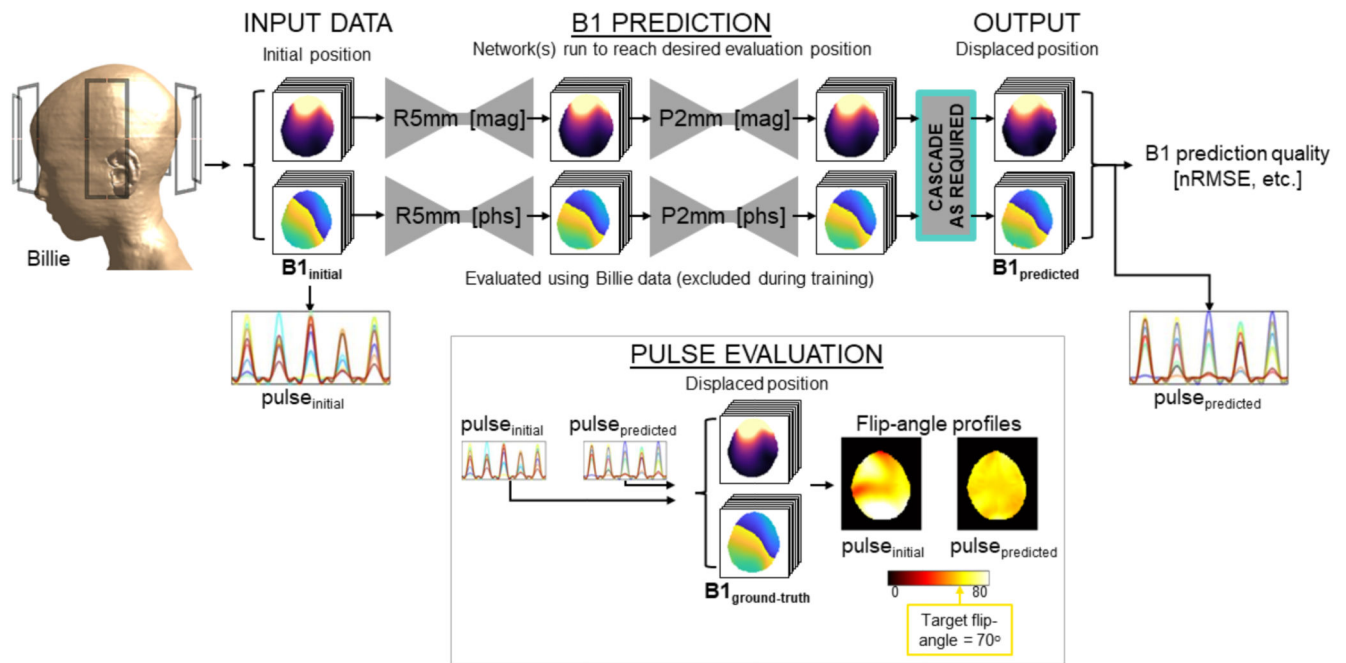 INPUT DATA
Initial position
B1 PREDICTION
Network(s) run to reach desired evaluation position
OUTPUT
Displaced position
R5mm [mag]
P2mm [mag]
R5mm [phs]
P2mm [phs]
CASCADE
AS REQUIRED
B1 prediction quality
[nRMSE, etc.]
Billie
B1initial
Evaluated using Billie data (excluded during training)
B1predicted
pulseinitial
pulsepredicted
PULSE EVALUATION
Displaced position
pulseinitial
pulsepredicted
Flip-angle profiles
pulseinitial
pulsepredicted
B1ground-truth
0
80
Target flip-
angle = 70º